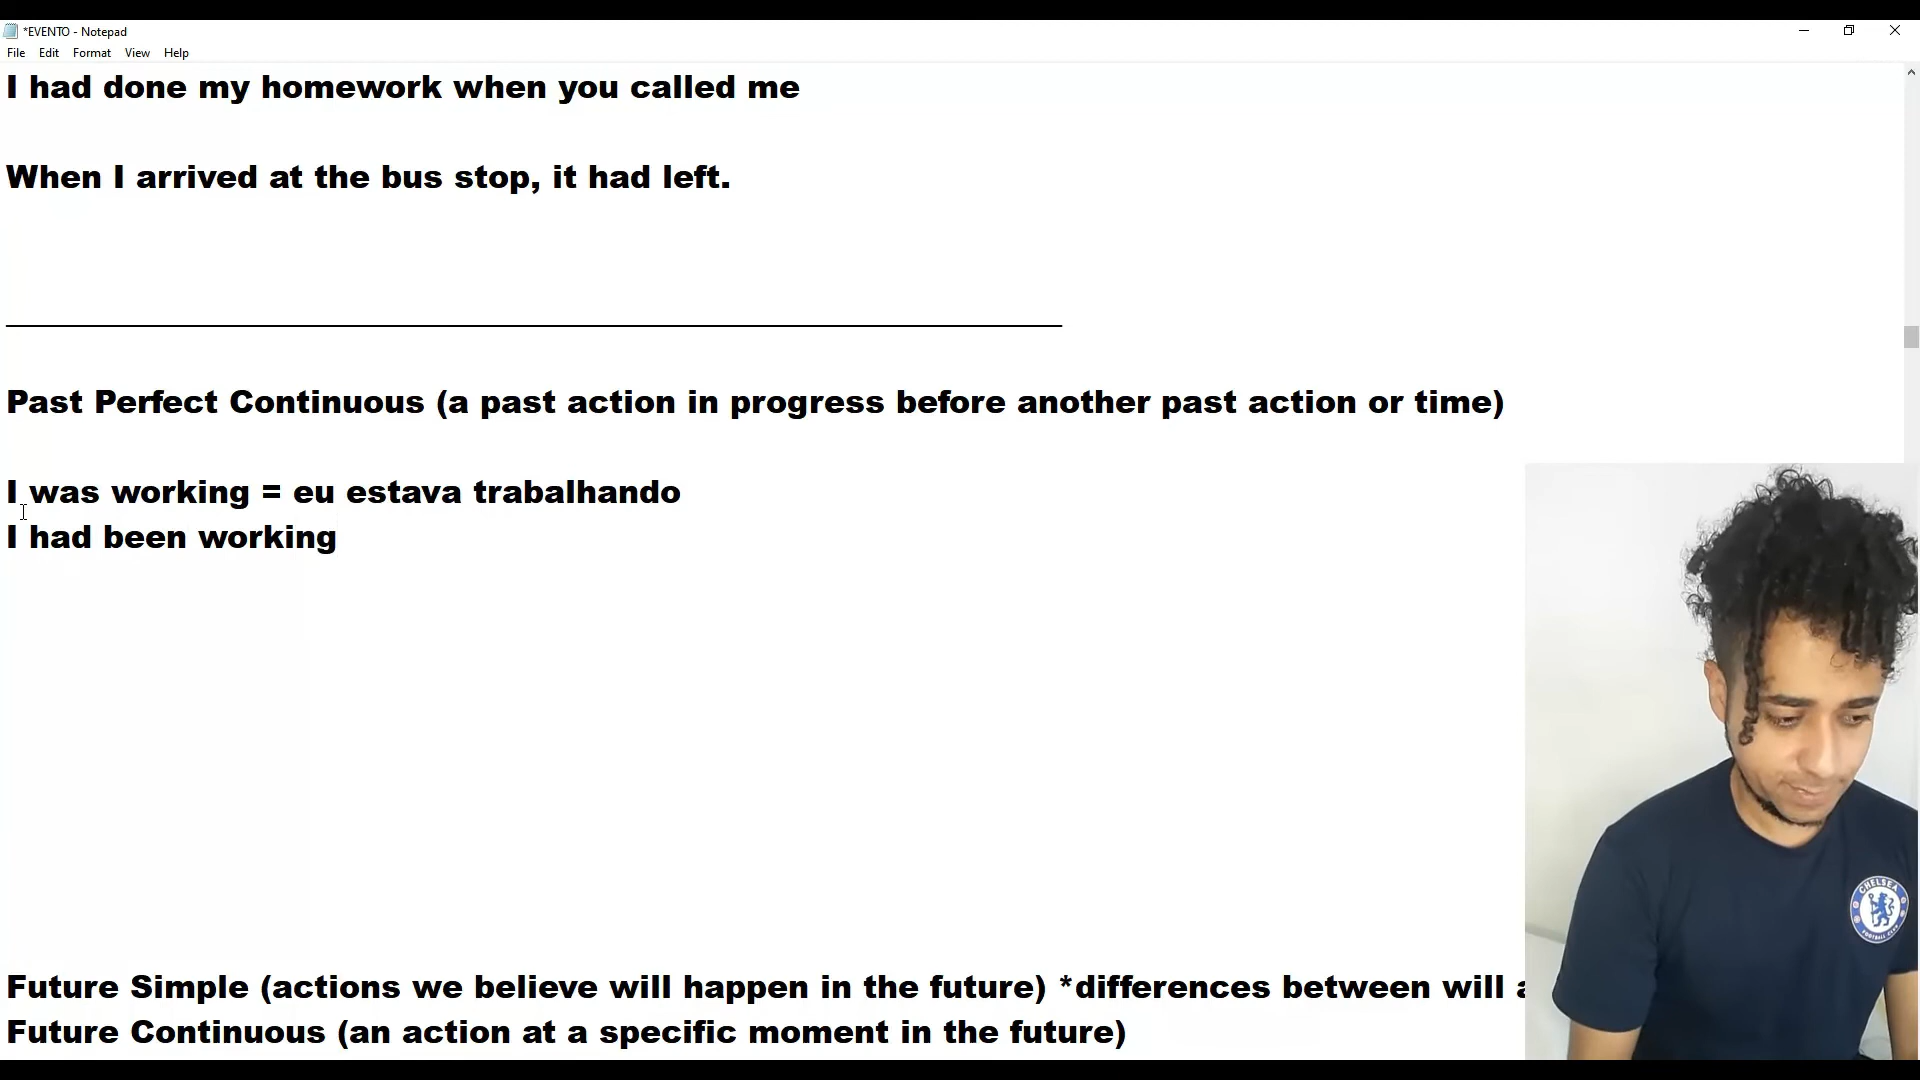 *EVENTO - Notepad
File Edit Format View Help
I had done my homework when you called me
When I arrived at the bus stop, it had left.
Past Perfect Continuous (a past action in progress before another past action or time)
I was working = eu estava trabalhando
I had been working
Future Simple (actions we believe will happen in the future) *differences between will
Future Continuous (an action at a specific moment in the future)
CHELSEA
FOOTBALL CLUB